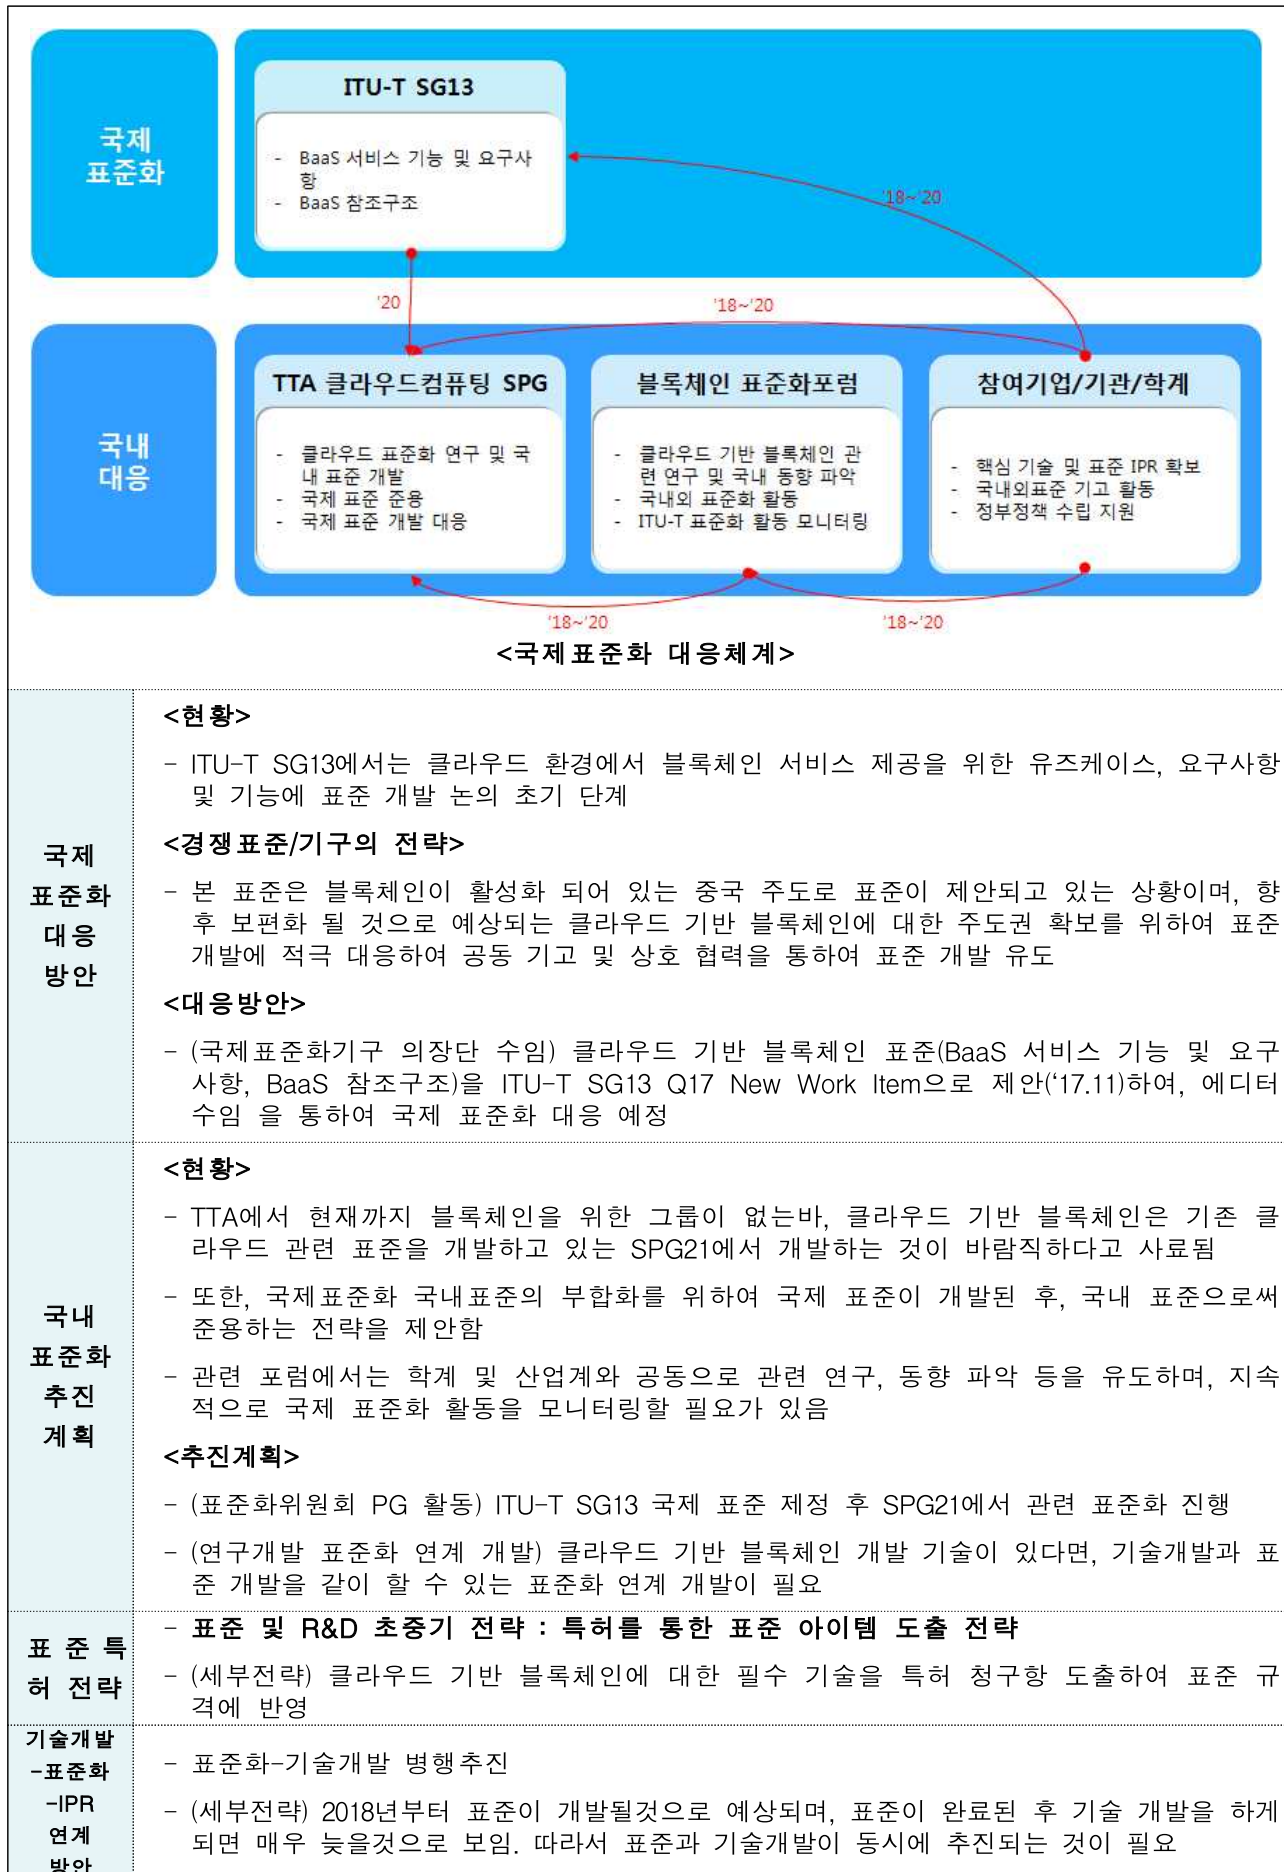 국제
표준화
ITU-T SG13
- BaaS 서비스 기능 및 요구사
항
- BaaS 참조구조
'18~'20
'20
'18~'20
국내
대응
TTA 클라우드컴퓨팅 SPG
- 클라우드 표준화 연구 및 국
내 표준 개발
- 국제 표준 준용
- 국제 표준 개발 대응
블록체인 표준화포럼
- 클라우드 기반 블록체인 관
련 연구 및 국내 동향 파악
- 국내외 표준화 활동
- ITU-T 표준화 활동 모니터링
참여기업/기관/학계
- 핵심 기술 및 표준 IPR 확보
- 국내외표준 기고 활동
- 정부정책 수립 지원
'18~'20
'18~'20
<국제표준화 대응체계>
국제
표준화
대응
방안
<현황>
- ITU-T SG13에서는 클라우드 환경에서 블록체인 서비스 제공을 위한 유즈케이스, 요구사항
및 기능에 표준 개발 논의 초기 단계
<경쟁표준/기구의 전략>
- 본 표준은 블록체인이 활성화 되어 있는 중국 주도로 표준이 제안되고 있는 상황이며, 향
후 보편화 될 것으로 예상되는 클라우드 기반 블록체인에 대한 주도권 확보를 위하여 표준
개발에 적극 대응하여 공동 기고 및 상호 협력을 통하여 표준 개발 유도
<대응방안>
- (국제표준화기구 의장단 수임) 클라우드 기반 블록체인 표준(BaaS 서비스 기능 및 요구
사항, BaaS 참조구조)을 ITU-T SG13 Q17 New Work Item으로 제안(‘17.11)하여, 에디터
수임 을 통하여 국제 표준화 대응 예정
국내
표준화
추진
계획
<현황>
- TTA에서 현재까지 블록체인을 위한 그룹이 없는바, 클라우드 기반 블록체인은 기존 클
라우드 관련 표준을 개발하고 있는 SPG21에서 개발하는 것이 바람직하다고 사료됨
- 또한, 국제표준화 국내표준의 부합화를 위하여 국제 표준이 개발된 후, 국내 표준으로써
준용하는 전략을 제안함
- 관련 포럼에서는 학계 및 산업계와 공동으로 관련 연구, 동향 파악 등을 유도하며, 지속
적으로 국제 표준화 활동을 모니터링할 필요가 있음
<추진계획>
- (표준화위원회 PG 활동) ITU-T SG13 국제 표준 제정 후 SPG21에서 관련 표준화 진행
- (연구개발 표준화 연계 개발) 클라우드 기반 블록체인 개발 기술이 있다면, 기술개발과 표
준 개발을 같이 할 수 있는 표준화 연계 개발이 필요
표 준 특
허 전략
- 표준 및 R&D 초중기 전략 : 특허를 통한 표준 아이템 도출 전략
- (세부전략) 클라우드 기반 블록체인에 대한 필수 기술을 특허 청구항 도출하여 표준 규
격에 반영
기술개발
-표준화
-IPR
연계
방안
- 표준화-기술개발 병행추진
- (세부전략) 2018년부터 표준이 개발될것으로 예상되며, 표준이 완료된 후 기술 개발을 하게
되면 매우 늦을것으로 보임. 따라서 표준과 기술개발이 동시에 추진되는 것이 필요